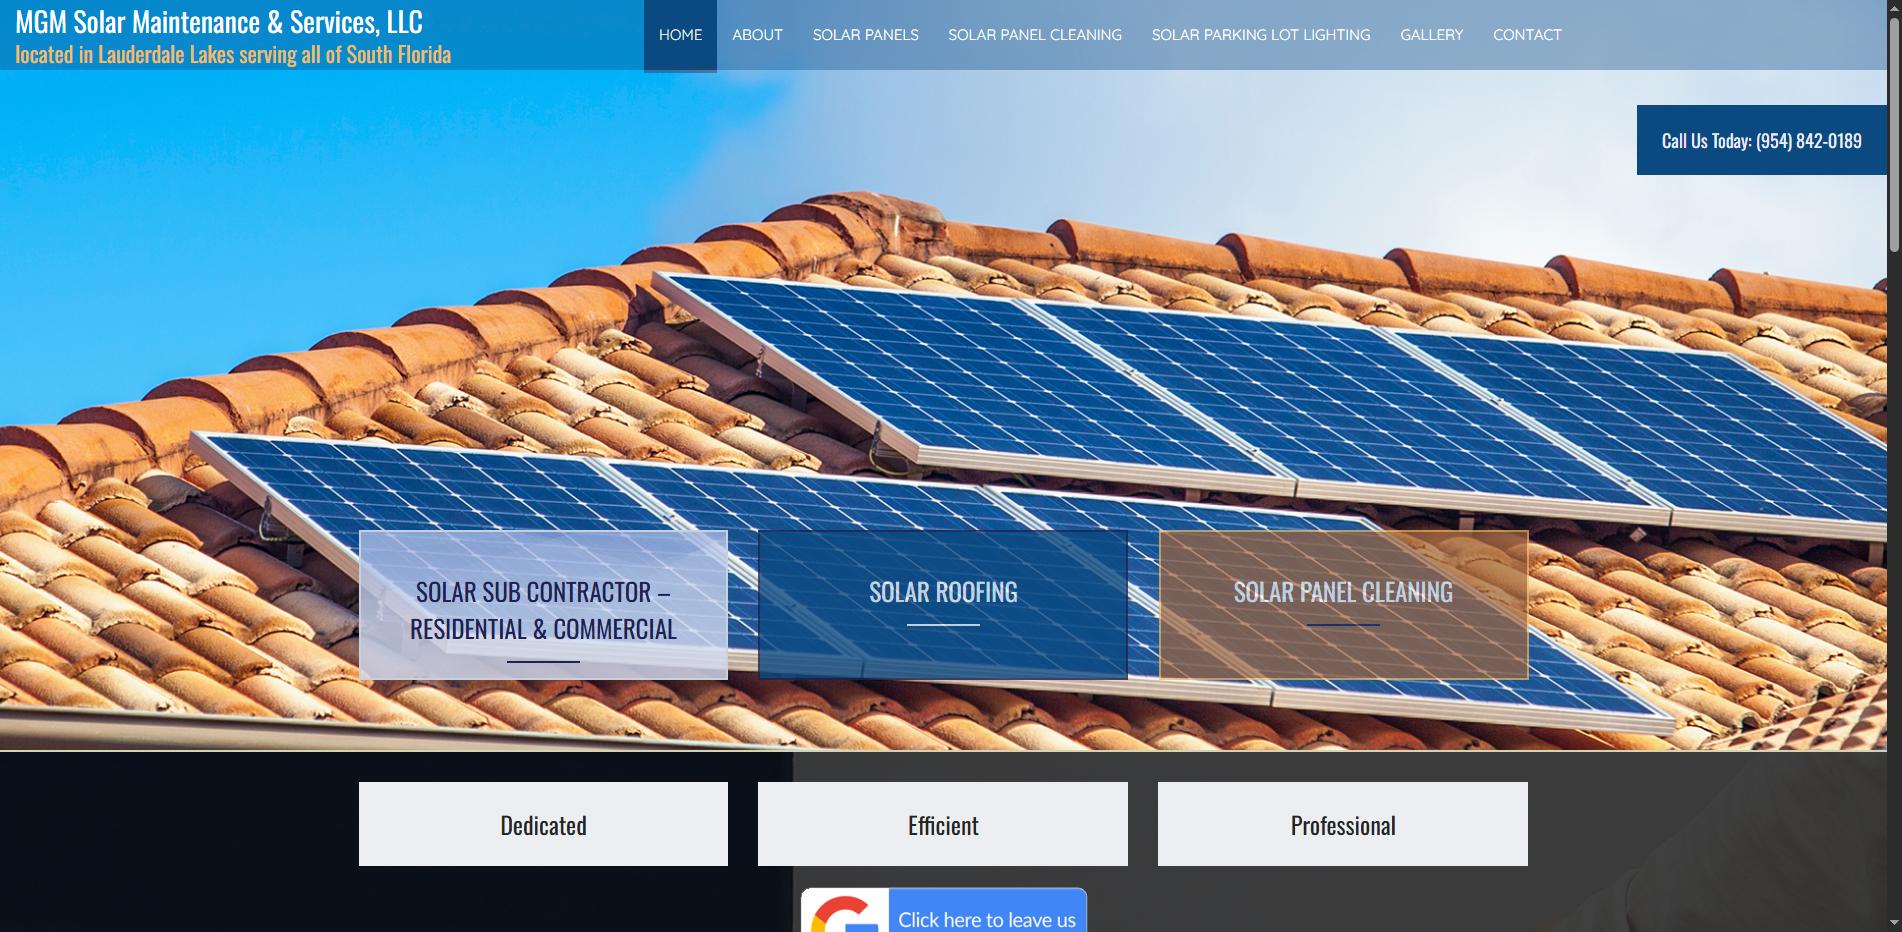 MGM Solar Maintenance & Services, LLC
located in Lauderdale Lakes serving all of South Florida
HOME ABOUT SOLAR PANELS SOLAR PANEL CLEANING SOLAR PARKING LOT LIGHTING GALLERY CONTACT
Call Us Today: (954) 842-0189
SOLAR SUB CONTRACTOR –
RESIDENTIAL & COMMERCIAL
SOLAR ROOFING
SOLAR PANEL CLEANING
Dedicated
Efficient
Professional
Click here to leave us